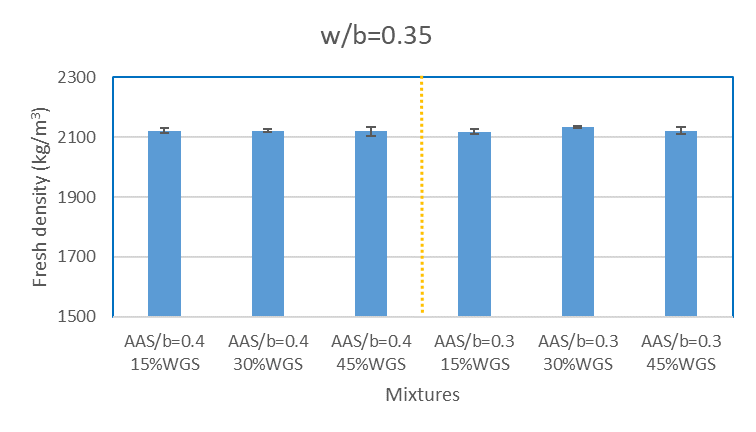 w/b=0.35
Fresh density (kg/m³)
2300
2100
1900
1700
1500
AAS/b=0.4 AAS/b=0.4 AAS/b=0.4 AAS/b=0.3 AAS/b=0.3 AAS/b=0.3
15%WGS 30%WGS 45%WGS 15%WGS 30%WGS 45%WGS
Mixtures